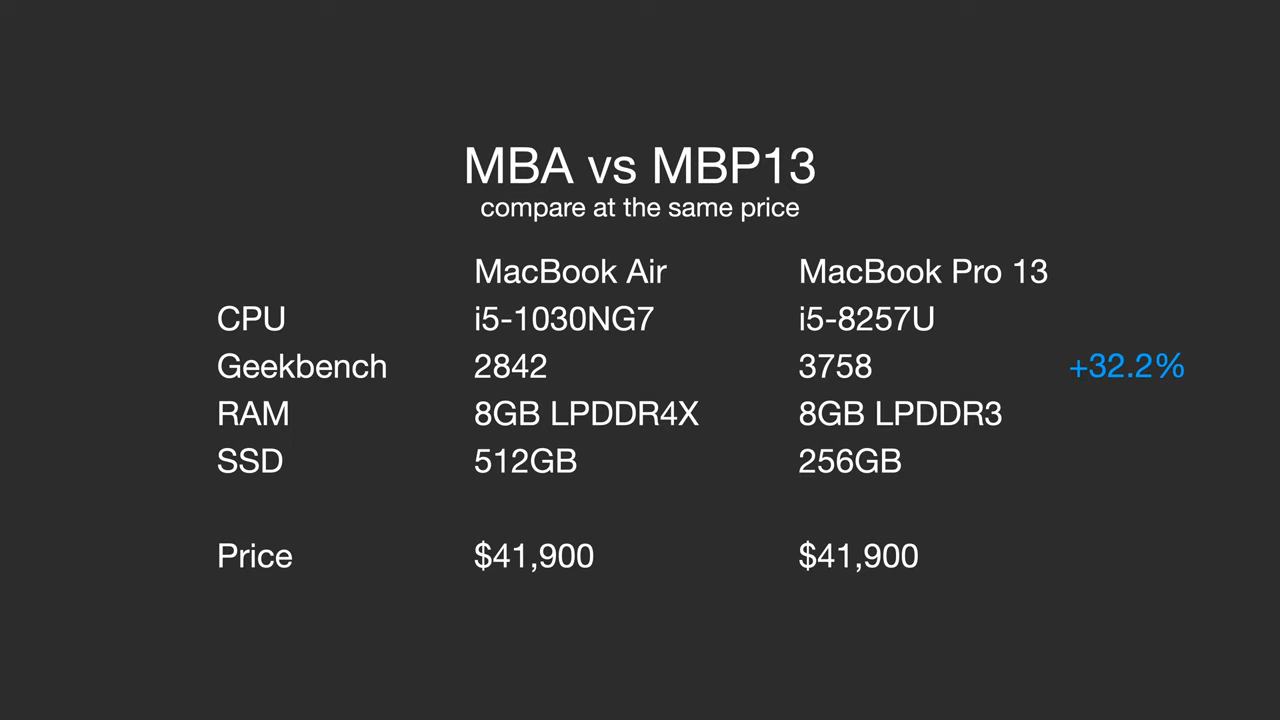 MBA vs MBP13
compare at the same price
MacBook Air MacBook Pro 13
CPU i5-1030NG7 i5-8257U
Geekbench 2842 3758 +32.2%
RAM 8GB LPDDR4X 8GB LPDDR3
SSD 512GB 256GB
Price $41,900 $41,900